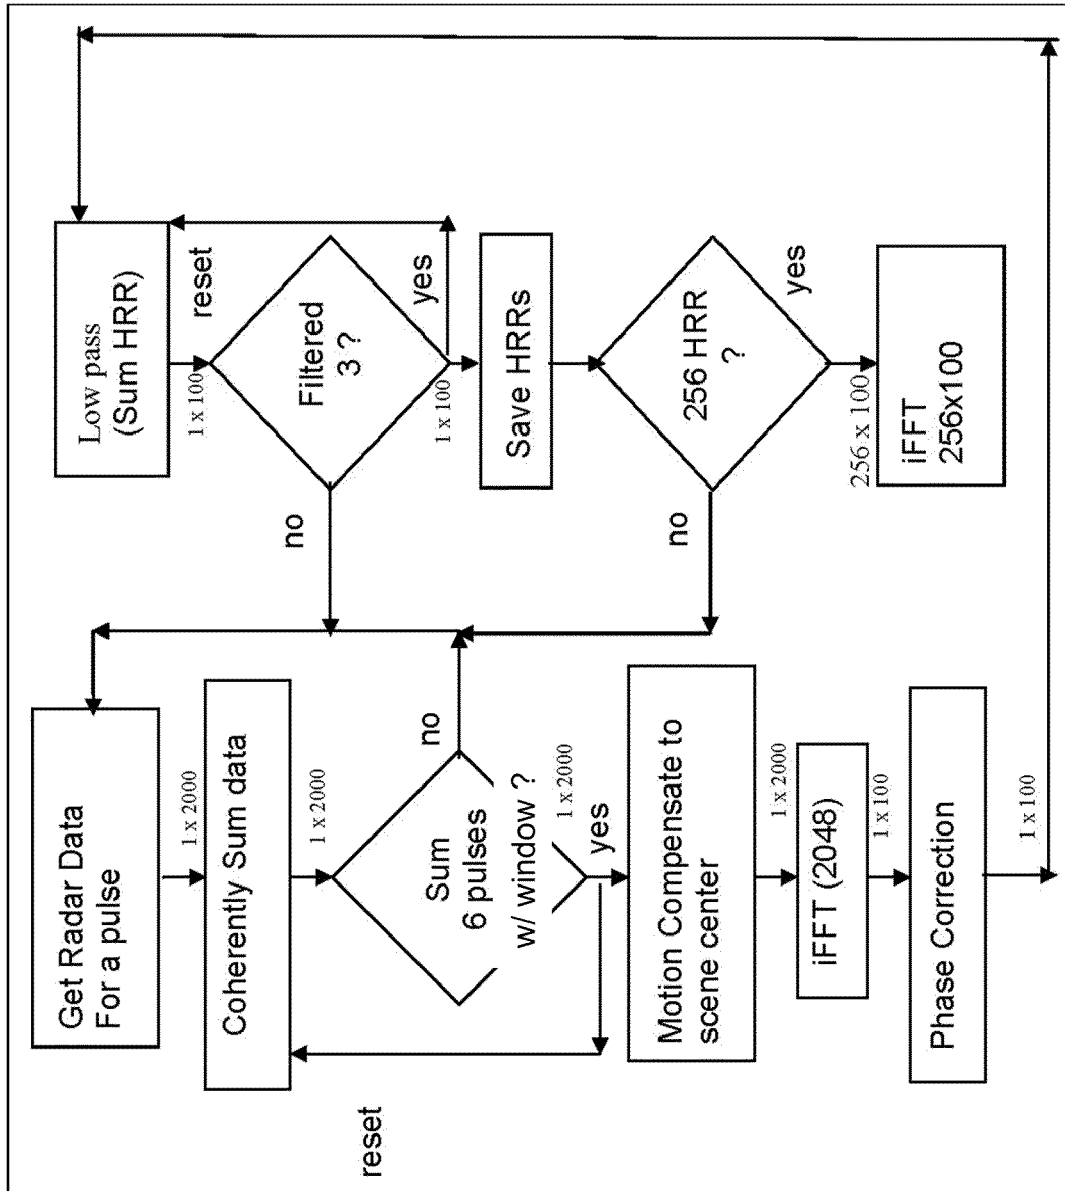 Get Radar Data
For a pulse
1 x 2000
Coherently Sum data
1 x 2000
Sum
6 pulses
w/ window ?
no
1 x 2000
yes
reset
Motion Compensate to
scene center
1 x 2000
iFFT (2048)
1 x 100
Phase Correction
1 x 100
Low pass
(Sum HRR)
1 x 100
reset
Filtered
3 ?
no
yes
1 x 100
Save HRRs
256 HRR
?
no
yes
256 x 100
iFFT
256x100